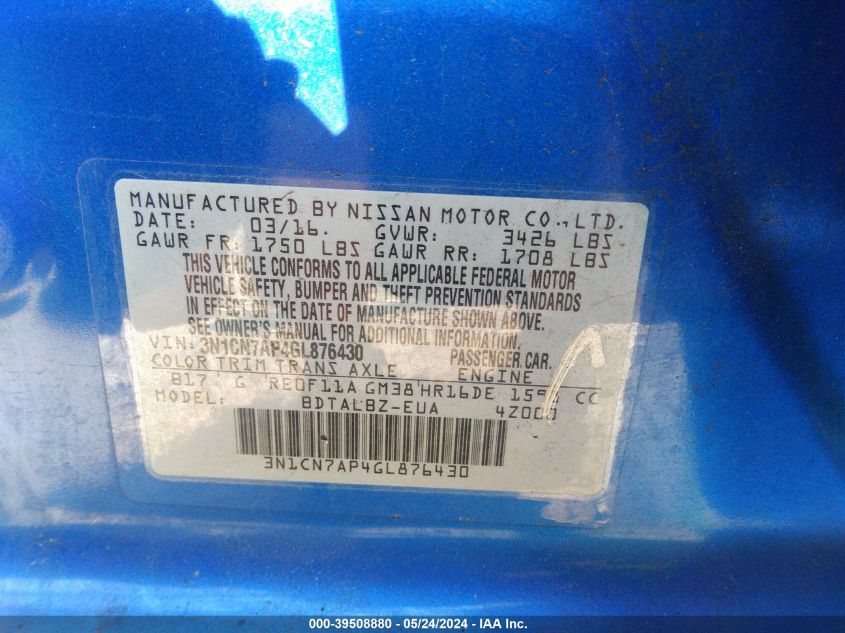 MANUFACTURED BY NISSAN MOTOR CO., LTD.
DATE: 03/16. GVWR: 3426 LBS
GAWR FR: 1750 LBS GAWR RR: 1708 LBS
THIS VEHICLE CONFORMS TO ALL APPLICABLE FEDERAL MOTOR
VEHICLE SAFETY, BUMPER AND THEFT PREVENTION STANDARDS
IN EFFECT ON THE DATE OF MANUFACTURE SHOWN ABOVE.
SEE OWNER'S MANUAL FOR ADDITIONAL INFORMATION.
VIN: 3N1CN7AP4GL876430 PASSENGER CAR.
COLOR TRIM TRANS AXLE ENGINE
B17 G RE0F11A GM38 HR16DE CC
MODEL: BDTALBZ-EUA
3N1CN7AP4GL876430
000-39508880 - 05/24/2024 - IAA Inc.